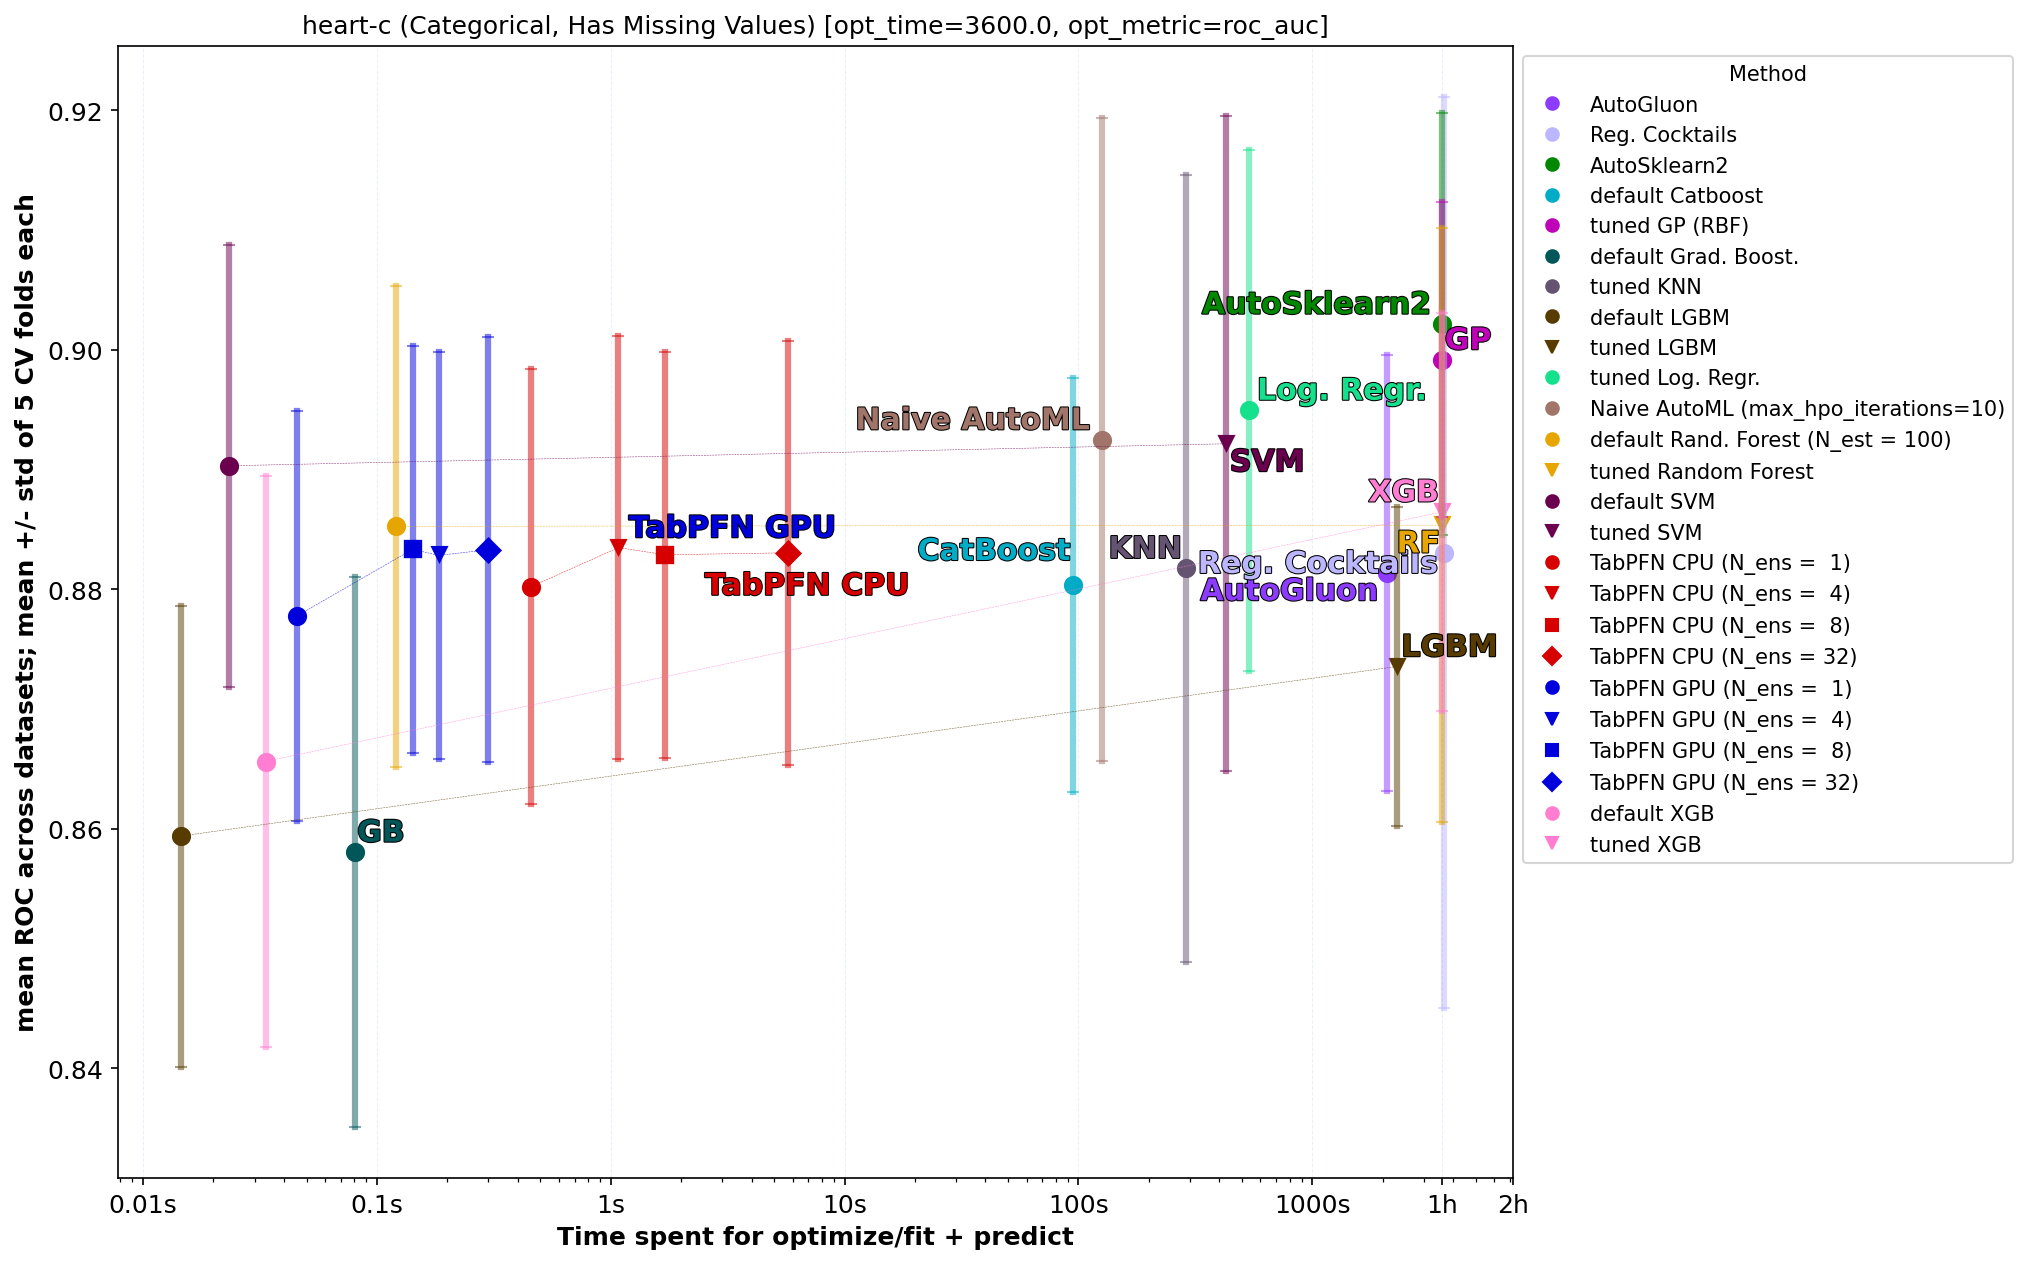 heart-c (Categorical, Has Missing Values) [opt_time=3600.0, opt_metric=roc_auc]
mean ROC across datasets; mean +/- std of 5 CV folds each
0.92
0.90
0.88
0.86
0.84
AutoSklearn2
GP
Log. Regr.
Naive AutoML
SVM
XGB
TabPFN GPU
RF
CatBoost
KNN
Reg. Cocktails
TabPFN CPU
AutoGluon
LGBM
GB
0.01s
0.1s
1s
10s
100s
1000s
1h
2h
Time spent for optimize/fit + predict
Method
AutoGluon
Reg. Cocktails
AutoSklearn2
default Catboost
tuned GP (RBF)
default Grad. Boost.
tuned KNN
default LGBM
tuned LGBM
tuned Log. Regr.
Naive AutoML (max_hpo_iterations=10)
default Rand. Forest (N_est = 100)
tuned Random Forest
default SVM
tuned SVM
TabPFN CPU (N_ens =  1)
TabPFN CPU (N_ens =  4)
TabPFN CPU (N_ens =  8)
TabPFN CPU (N_ens = 32)
TabPFN GPU (N_ens =  1)
TabPFN GPU (N_ens =  4)
TabPFN GPU (N_ens =  8)
TabPFN GPU (N_ens = 32)
default XGB
tuned XGB